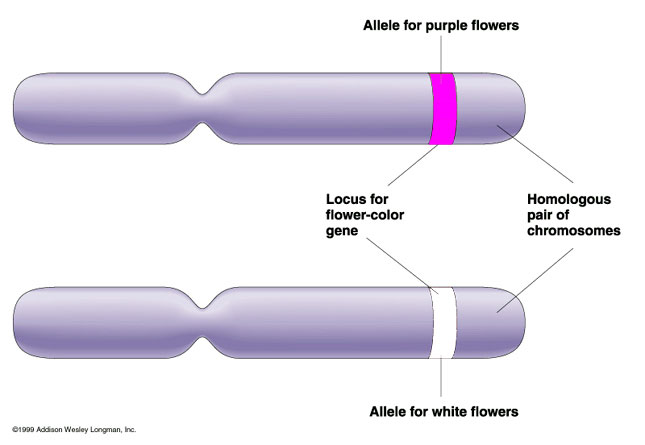 Allele for purple flowers
Locus for
flower-color
gene
Homologous
pair of
chromosomes
Allele for white flowers
©1999 Addison Wesley Longman, Inc.